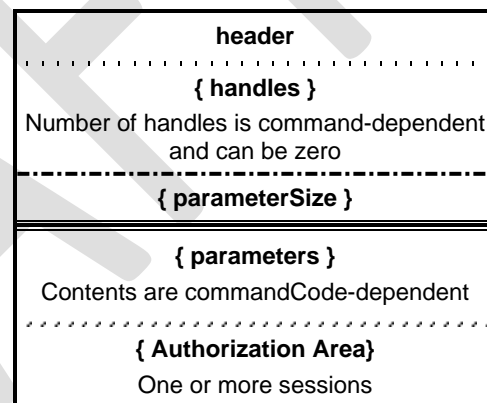 header
{ handles }
Number of handles is command-dependent
and can be zero
{ parameterSize }
{ parameters }
Contents are commandCode-dependent
{ Authorization Area}
One or more sessions